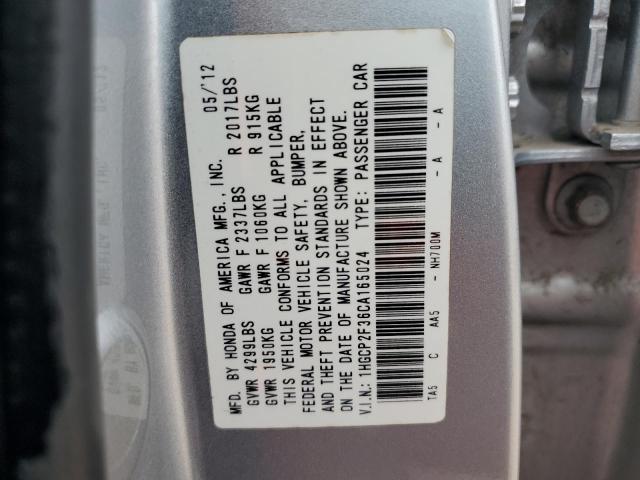 MFD. BY HONDA OF AMERICA MFG., INC. 05/'12
GVWR 4299LBS GAWR F 2337LBS R 2017LBS
GVWR 1950KG GAWR F 1060KG R 915KG
THIS VEHICLE CONFORMS TO ALL APPLICABLE
FEDERAL MOTOR VEHICLE SAFETY, BUMPER,
AND THEFT PREVENTION STANDARDS IN EFFECT
ON THE DATE OF MANUFACTURE SHOWN ABOVE.
V.I.N.: 1HGCP2F36CA165024 TYPE: PASSENGER CAR
TA5 C AA5 - NH700M - A - A